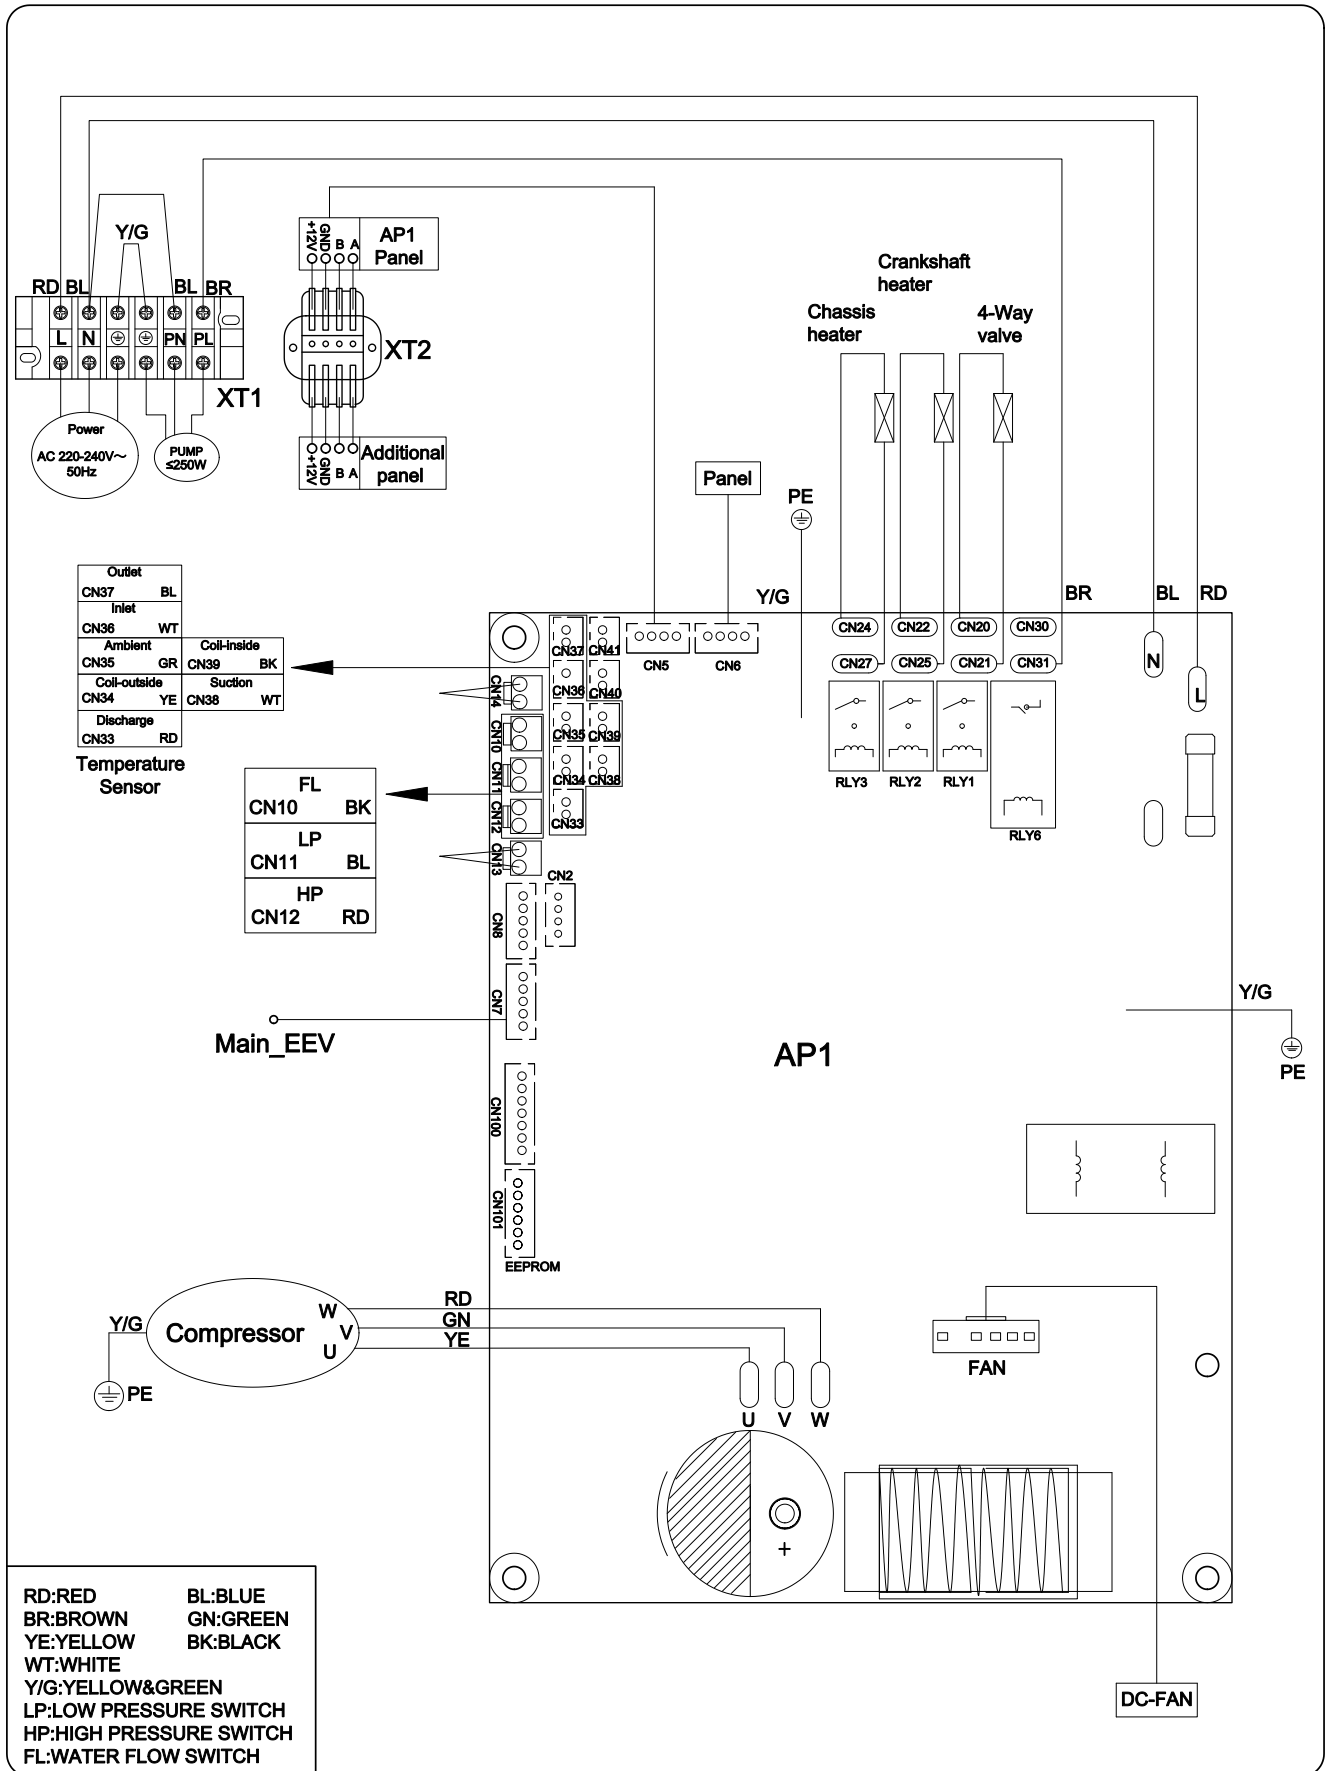 Y/G
RD BL BL BR
L N PN PL
XT1
Power
AC 220-240V～
50Hz
PUMP
≤250W
+12V GND B A
AP1
Panel
XT2
+12V GND B A
Additional
panel
Crankshaft
heater
Chassis
heater
4-Way
valve
Panel
PE
Y/G
BR
BL
RD
Outlet
CN37 BL
Inlet
CN36 WT
Ambient
CN35 GR
Coil-outside
CN34 YE
Discharge
CN33 RD
Coil-inside
CN39 BK
Suction
CN38 WT
Temperature
Sensor
FL
CN10 BK
LP
CN11 BL
HP
CN12 RD
CN37
CN41
CN36
CN40
CN35
CN39
CN34
CN38
CN33
CN5
CN6
CN14
CN10
CN11
CN12
CN13
CN2
CN8
CN7
CN100
CN101
EEPROM
CN24
CN22
CN20
CN30
CN27
CN25
CN21
CN31
RLY3
RLY2
RLY1
RLY6
N
L
Main_EEV
AP1
Y/G
PE
Y/G
PE
Compressor
W
V
U
RD
GN
YE
U V W
+
FAN
DC-FAN
RD:RED BL:BLUE
BR:BROWN GN:GREEN
YE:YELLOW BK:BLACK
WT:WHITE
Y/G:YELLOW&GREEN
LP:LOW PRESSURE SWITCH
HP:HIGH PRESSURE SWITCH
FL:WATER FLOW SWITCH